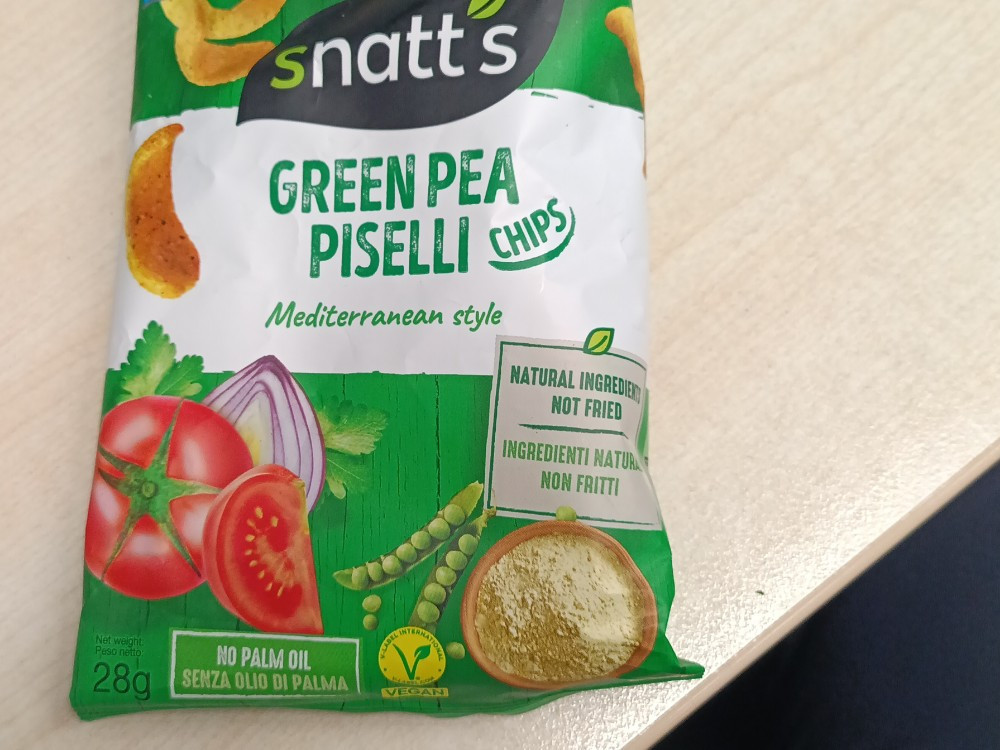 snatt's
GREEN PEA
PISELLI
CHIPS
Mediterranean style
NATURAL INGREDIENTS
NOT FRIED
INGREDIENTI NATURA
NON FRITTI
Net weight
Peso netto
28g
NO PALM OIL
SENZA OLIO DI PALMA
V-LABEL INTERNATIONAL
VEGAN